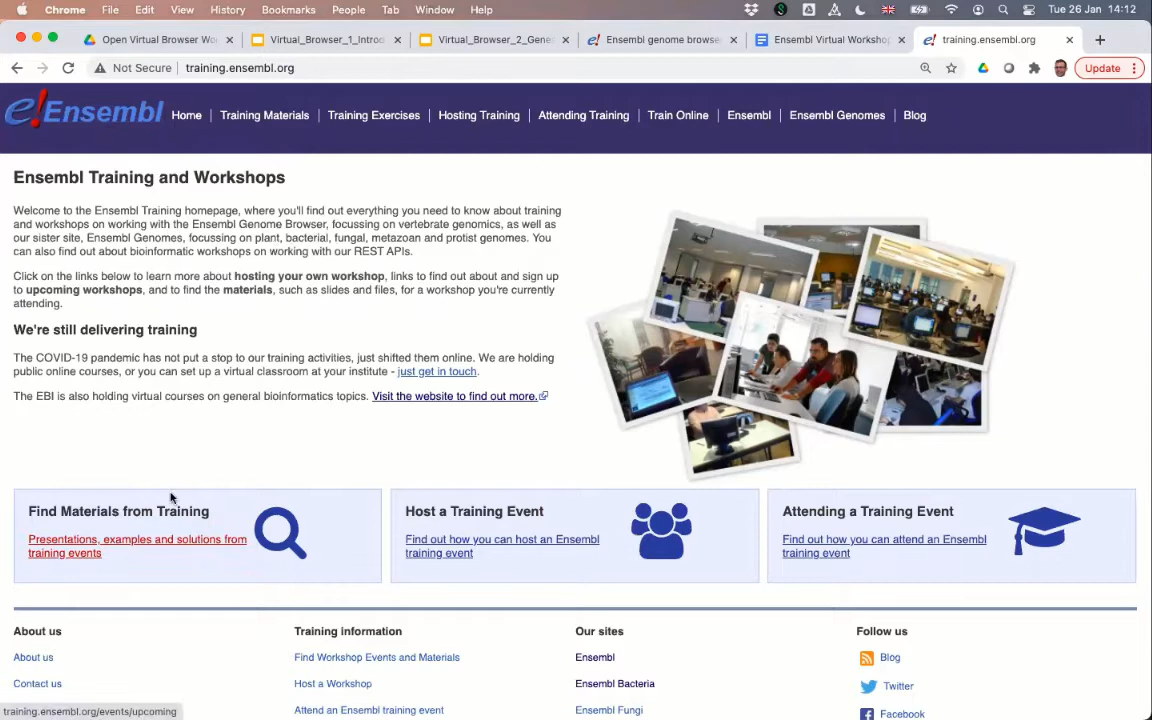 Chrome File Edit View History Bookmarks People Tab Window Help Tue 26 Jan 14:12
Open Virtual Browser Wo Virtual_Browser_1_Introd Virtual_Browser_2_Gene Ensembl genome browse Ensembl Virtual Workshop training.ensembl.org
Not Secure training.ensembl.org Update
e!Ensembl Home Training Materials Training Exercises Hosting Training Attending Training Train Online Ensembl Ensembl Genomes Blog
Ensembl Training and Workshops
Welcome to the Ensembl Training homepage, where you'll find out everything you need to know about training
and workshops on working with the Ensembl Genome Browser, focussing on vertebrate genomics, as well as
our sister site, Ensembl Genomes, focussing on plant, bacterial, fungal, metazoan and protist genomes. You
can also find out about bioinformatic workshops on working with our REST APIs.
Click on the links below to learn more about hosting your own workshop, links to find out about and sign up
to upcoming workshops, and to find the materials, such as slides and files, for a workshop you're currently
attending.
We're still delivering training
The COVID-19 pandemic has not put a stop to our training activities, just shifted them online. We are holding
public online courses, or you can set up a virtual classroom at your institute - just get in touch.
The EBI is also holding virtual courses on general bioinformatics topics. Visit the website to find out more.
Find Materials from Training
Presentations, examples and solutions from
training events
Host a Training Event
Find out how you can host an Ensembl
training event
Attending a Training Event
Find out how you can attend an Ensembl
training event
About us
About us
Contact us
Training information
Find Workshop Events and Materials
Host a Workshop
Attend an Ensembl training event
Our sites
Ensembl
Ensembl Bacteria
Ensembl Fungi
Follow us
Blog
Twitter
Facebook
training.ensembl.org/events/upcoming